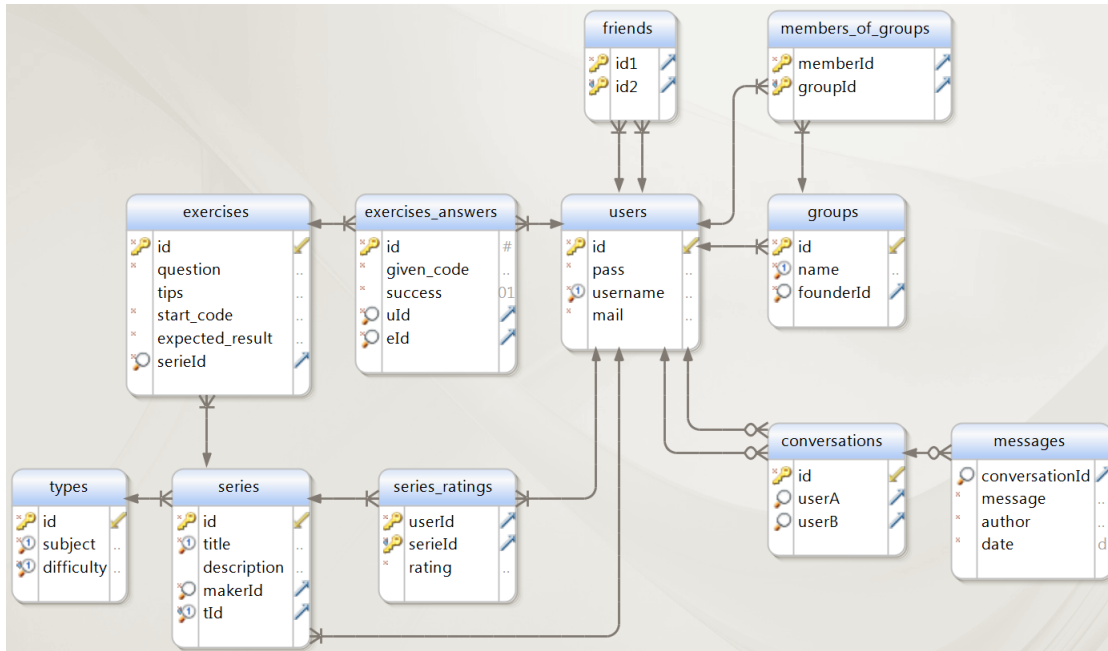 friends
id1
id2
members_of_groups
memberId
groupId
exercises
id
question
tips
start_code
expected_result
serieId
exercises_answers
id #
given_code
success 01
uId
eId
users
id
pass
username
mail
groups
id
name
founderId
types
id
subject
difficulty
series
id
title
description
makerId
tId
series_ratings
userId
serieId
rating
conversations
id
userA
userB
messages
conversationId
message
author
date d